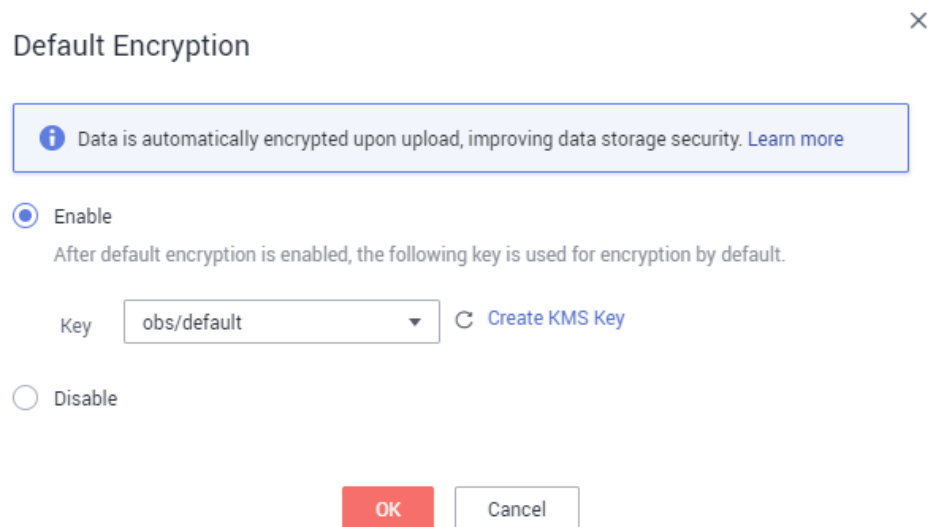 Default Encryption
Data is automatically encrypted upon upload, improving data storage security. Learn more
Enable
After default encryption is enabled, the following key is used for encryption by default.
Key obs/default Create KMS Key
Disable
OK Cancel